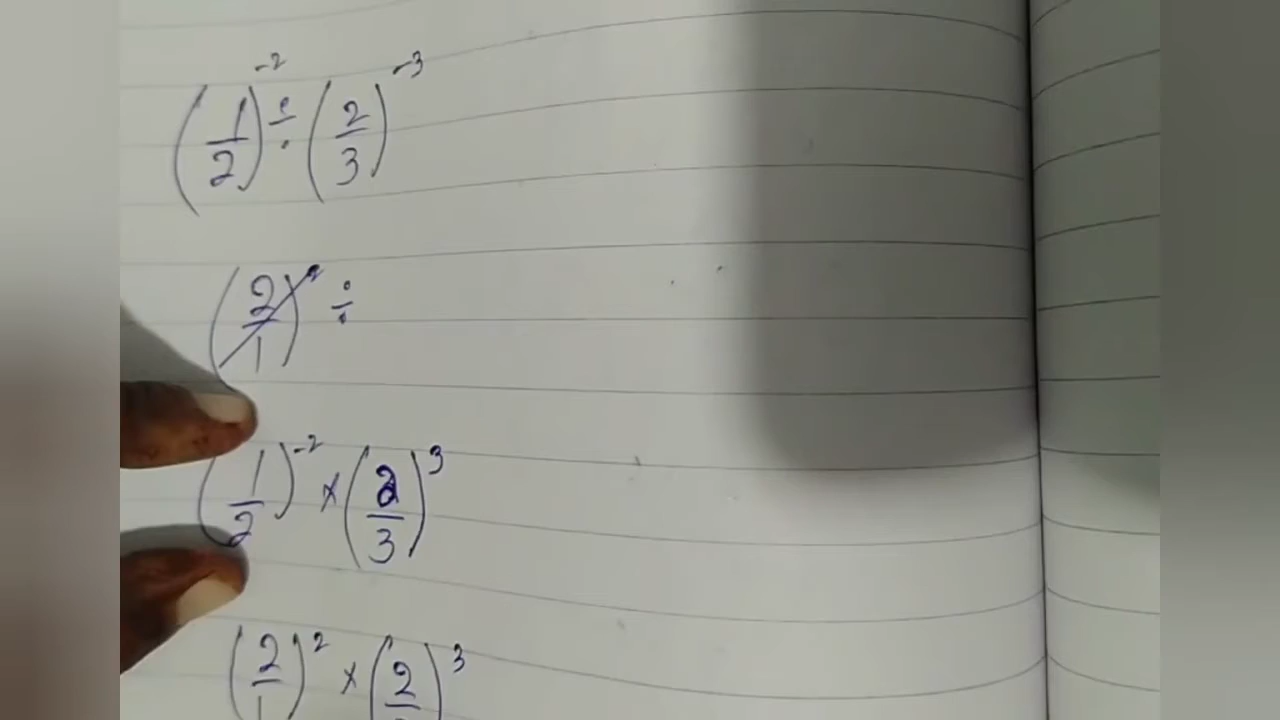 (1/2)^-2 ÷ (2/3)^-3
(2/1)^2 ÷
(1/2)^-2 × (2/3)^3
(2/1)^2 × (2/